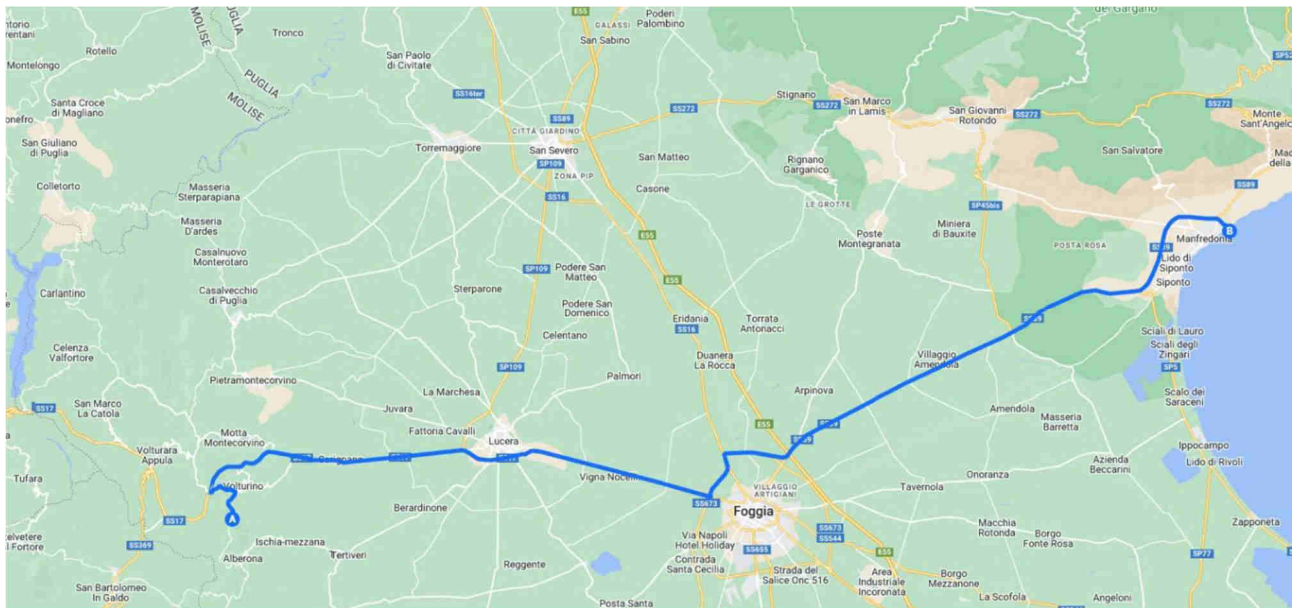 del Gargano
PUGLIA
MOLISE
Tronco
Rotello
Montelongo
PUGLIA
MOLISE
San Paolo
di Civitate
E55
GALASSI
San Sabino
Poderi
Palombino
Santa Croce
di Magliano
San Giuliano
di Puglia
Colletorto
SS16ter
SS89
CITTÀ GIARDINO
San Severo
SP109
ZONA PIP
SS16
Torremaggiore
SS272
Stignano
SS272
San Marco
in Lamis
San Giovanni
Rotondo
SS272
SS272
Monte
Sant'Angelo
San Matteo
Casone
Rignano
Garganico
LE GROTTE
San Salvatore
SS89
Masseria
Sterparapiana
Masseria
D'ardes
Casalnuovo
Monterotaro
Casalvecchio
di Puglia
Carlantino
Celenza
Valfortore
E55
SP45bis
Miniera
di Bauxite
Poste
Montegranata
POSTA ROSA
Manfredonia
B
Lido di
Siponto
Siponto
SP109
Podere San
Matteo
Podere San
Domenico
Sterparone
Celentano
E55
Eridania
SS16
Torrata
Antonacci
Duanera
La Rocca
Villaggio
Amendola
Sciali di Lauro
Sciali degli
Zingari
SP5
Scalo dei
Saraceni
SP109
Palmori
Pietramontecorvino
La Marchesa
Juvara
Fattoria Cavalli
Lucera
Arpinova
E55
Amendola
Masseria
Barretta
Ippocampo
Lido di Rivoli
SS17
San Marco
La Catola
Motta
Montecorvino
Volturara
Appula
Volturino
Tufara
A
SS17
SS369
Alberona
San Bartolomeo
In Galdo
Ischia-mezzana
Tertiveri
Berardinone
Reggente
Vigna Nocelli
SS673
Foggia
VILLAGGIO
ARTIGIANI
Via Napoli
Hotel Holiday
Contrada
Santa Cecilia
SS655
SS673
SS544
E55
Strada del
Salice Onc 516
Area
Industriale
Incoronata
Posta Santa
Tavernola
Onoranza
Azienda
Beccarini
Macchia
Rotonda
Borgo
Fonte Rosa
Zapponeta
SP77
Borgo
Mezzanone
La Scofola
Angeloni